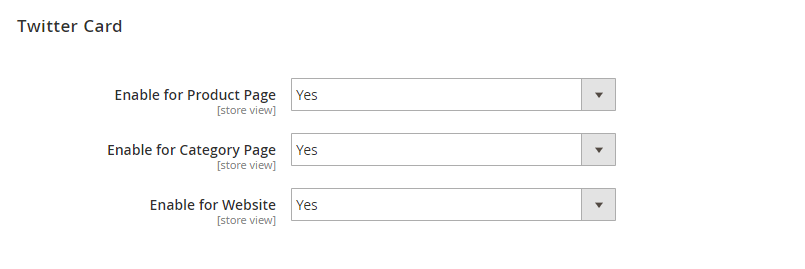 Twitter Card
Enable for Product Page Yes
[store view]
Enable for Category Page Yes
[store view]
Enable for Website Yes
[store view]